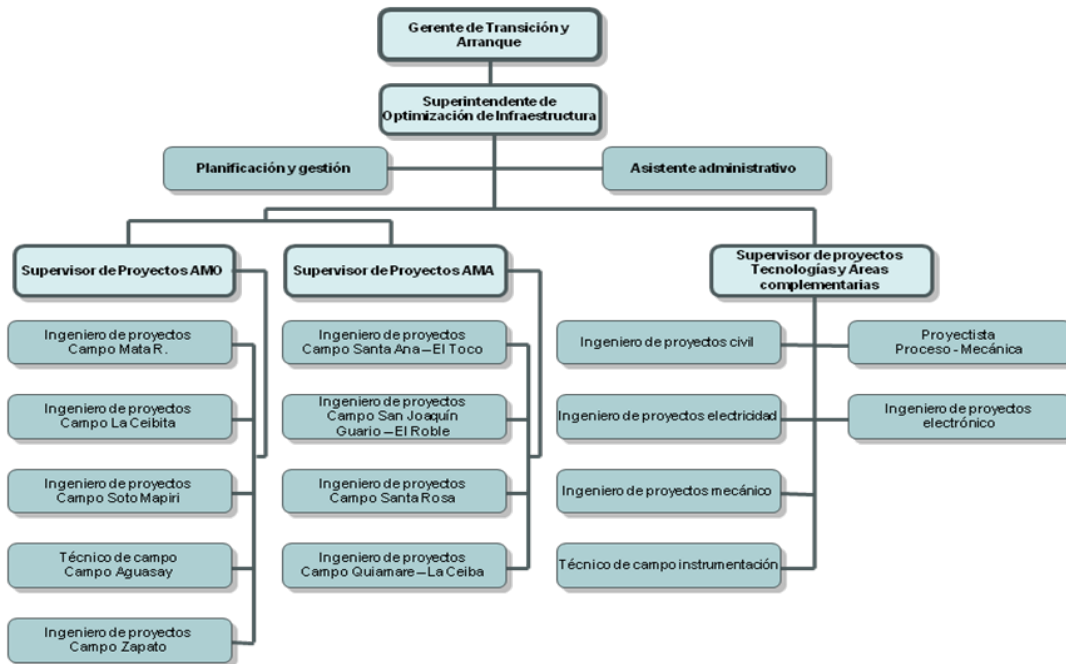 Gerente de Transición y
Arranque
Superintendente de
Optimización de Infraestructura
Planificación y gestión
Asistente administrativo
Supervisor de Proyectos AMO
Supervisor de Proyectos AMA
Supervisor de proyectos
Tecnologías y Áreas
complementarias
Ingeniero de proyectos
Campo Mata R.
Ingeniero de proyectos
Campo La Ceibita
Ingeniero de proyectos
Campo Soto Mapiri
Técnico de campo
Campo Aguasay
Ingeniero de proyectos
Campo Zapato
Ingeniero de proyectos
Campo Santa Ana – El Toco
Ingeniero de proyectos
Campo San Joaquín
Guario – El Roble
Ingeniero de proyectos
Campo Santa Rosa
Ingeniero de proyectos
Campo Quiamare – La Ceiba
Ingeniero de proyectos civil
Ingeniero de proyectos electricidad
Ingeniero de proyectos mecánico
Técnico de campo instrumentación
Proyectista
Proceso - Mecánica
Ingeniero de proyectos
electrónico